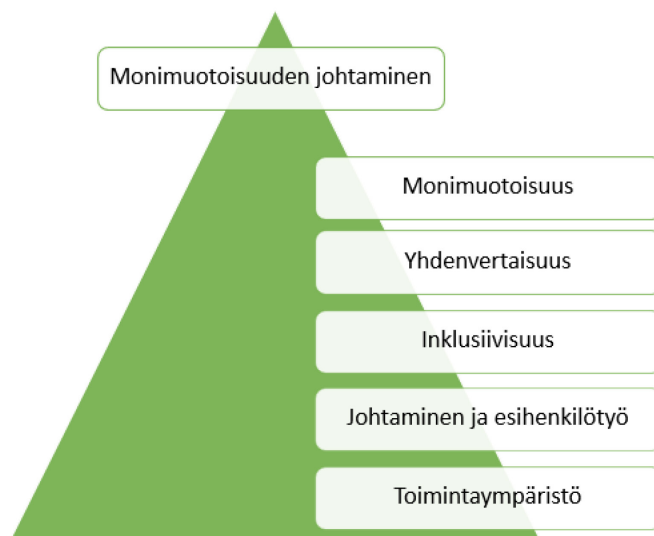 Monimuotoisuuden johtaminen
Monimuotoisuus
Yhdenvertaisuus
Inklusiivisuus
Johtaminen ja esihenkilötyö
Toimintaympäristö